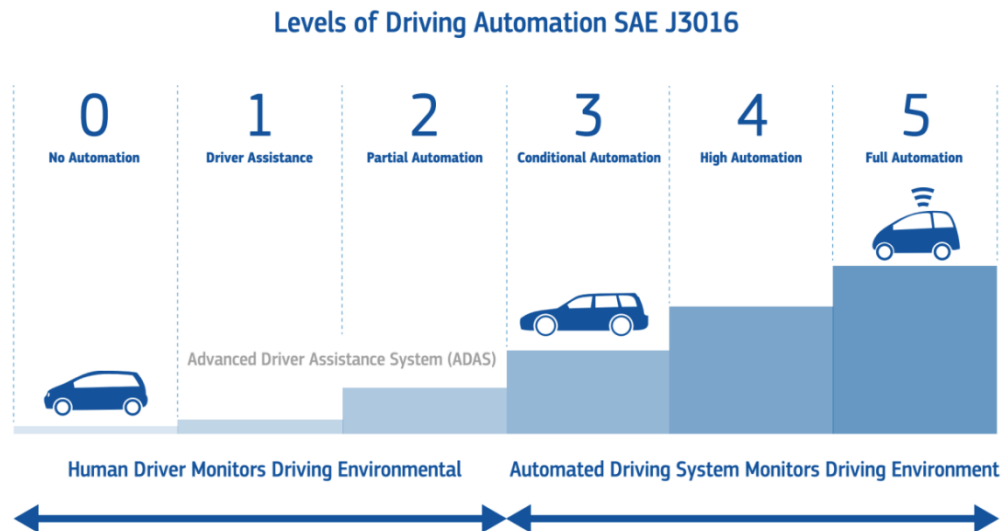 Levels of Driving Automation SAE J3016
0
1
2
3
4
5
No Automation
Driver Assistance
Partial Automation
Conditional Automation
High Automation
Full Automation
Advanced Driver Assistance System (ADAS)
Human Driver Monitors Driving Environmental
Automated Driving System Monitors Driving Environment